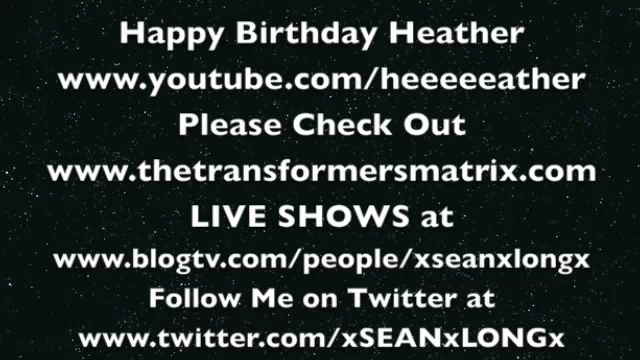 Happy Birthday Heather
www.youtube.com/heeeeeather
Please Check Out
www.thetransformersmatrix.com
LIVE SHOWS at
www.blogtv.com/people/xseanxlongx
Follow Me on Twitter at
www.twitter.com/xSEANxLONGx